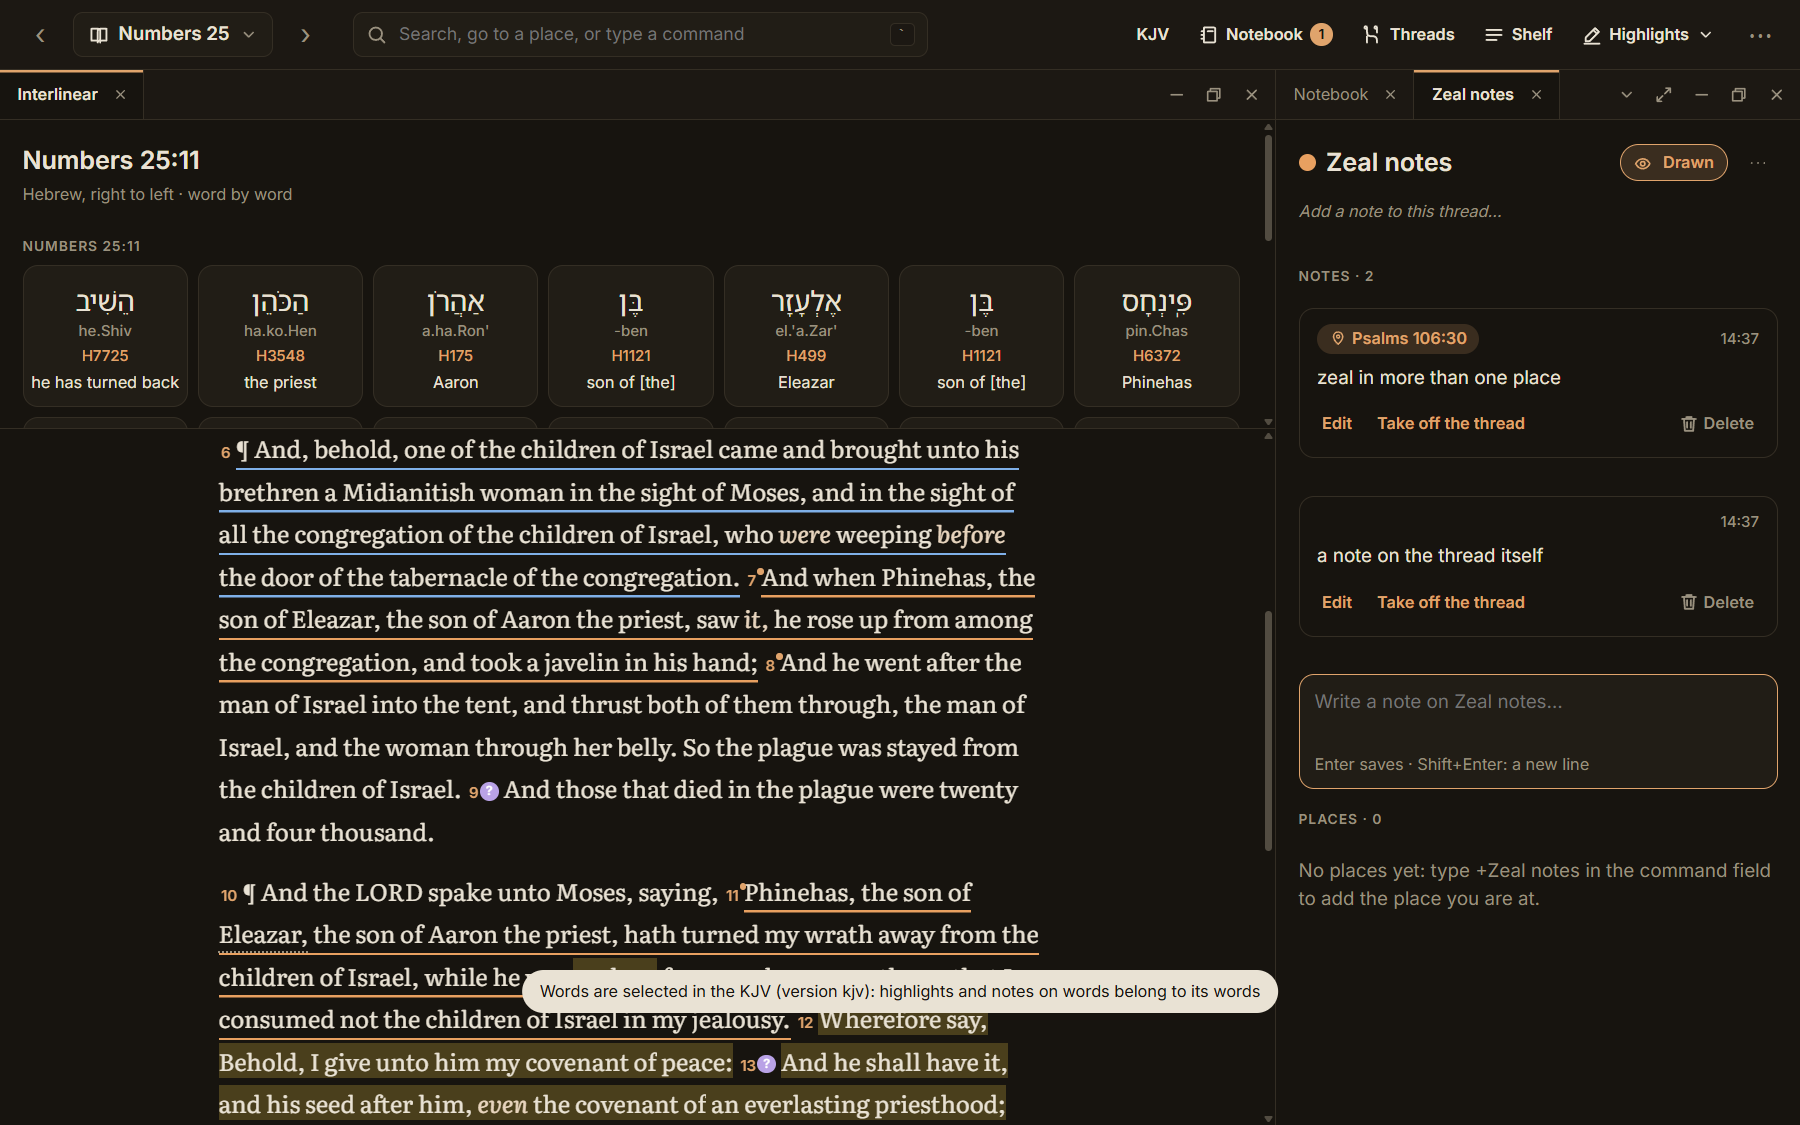 Numbers 25
Search, go to a place, or type a command
`
KJV
Notebook 1
Threads
Shelf
Highlights
Interlinear
Numbers 25:11
Hebrew, right to left · word by word
NUMBERS 25:11
פִּינְחָס
pin.Chas
H6372
Phinehas
בֶּן
-ben
H1121
son of [the]
אֶלְעָזָר
el.'a.Zar'
H499
Eleazar
בֶּן
-ben
H1121
son of [the]
אַהֲרֹן
a.ha.Ron'
H175
Aaron
הַכֹּהֵן
ha.ko.Hen
H3548
the priest
הֵשִׁיב
he.Shiv
H7725
he has turned back
6 ¶ And, behold, one of the children of Israel came and brought unto his
brethren a Midianitish woman in the sight of Moses, and in the sight of
all the congregation of the children of Israel, who were weeping before
the door of the tabernacle of the congregation. 7 And when Phinehas, the
son of Eleazar, the son of Aaron the priest, saw it, he rose up from among
the congregation, and took a javelin in his hand; 8 And he went after the
man of Israel into the tent, and thrust both of them through, the man of
Israel, and the woman through her belly. So the plague was stayed from
the children of Israel. 9 ? And those that died in the plague were twenty
and four thousand.
10 ¶ And the LORD spake unto Moses, saying, 11 Phinehas, the son of
Eleazar, the son of Aaron the priest, hath turned my wrath away from the
children of Israel, while he
Words are selected in the KJV (version kjv): highlights and notes on words belong to its words
consumed not the children of Israel in my jealousy. 12 Wherefore say,
Behold, I give unto him my covenant of peace: 13 ? And he shall have it,
and his seed after him, even the covenant of an everlasting priesthood;
Notebook
Zeal notes
Zeal notes
Drawn
Add a note to this thread...
NOTES · 2
Psalms 106:30
14:37
zeal in more than one place
Edit
Take off the thread
Delete
14:37
a note on the thread itself
Edit
Take off the thread
Delete
Write a note on Zeal notes...
Enter saves · Shift+Enter: a new line
PLACES · 0
No places yet: type +Zeal notes in the command field
to add the place you are at.